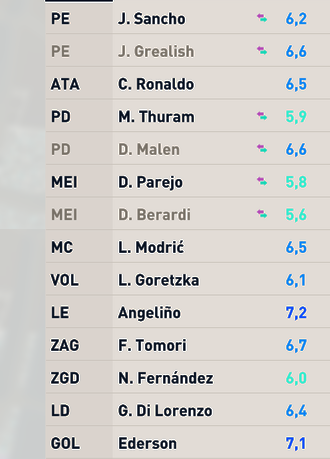 PE J. Sancho 6,2
PE J. Grealish 6,6
ATA C. Ronaldo 6,5
PD M. Thuram 5,9
PD D. Malen 6,6
MEI D. Parejo 5,8
MEI D. Berardi 5,6
MC L. Modrić 6,5
VOL L. Goretzka 6,1
LE Angeliño 7,2
ZAG F. Tomori 6,7
ZGD N. Fernández 6,0
LD G. Di Lorenzo 6,4
GOL Ederson 7,1